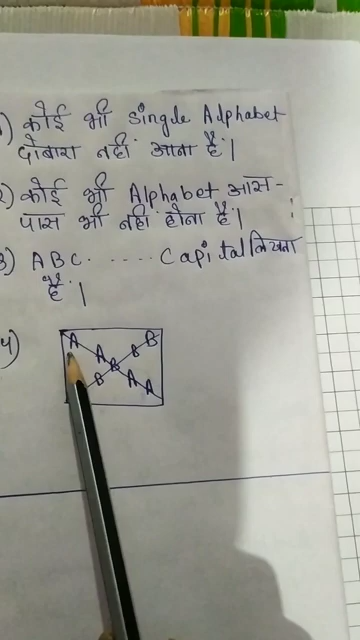 1) कोई भी single Alphabet
दोबारा नहीं आना है।
2) कोई भी Alphabet आस-
पास भी नहीं होना है।
3) ABC. ..... Capital लिखना
है।
4)
A B
A B
B
B A
A